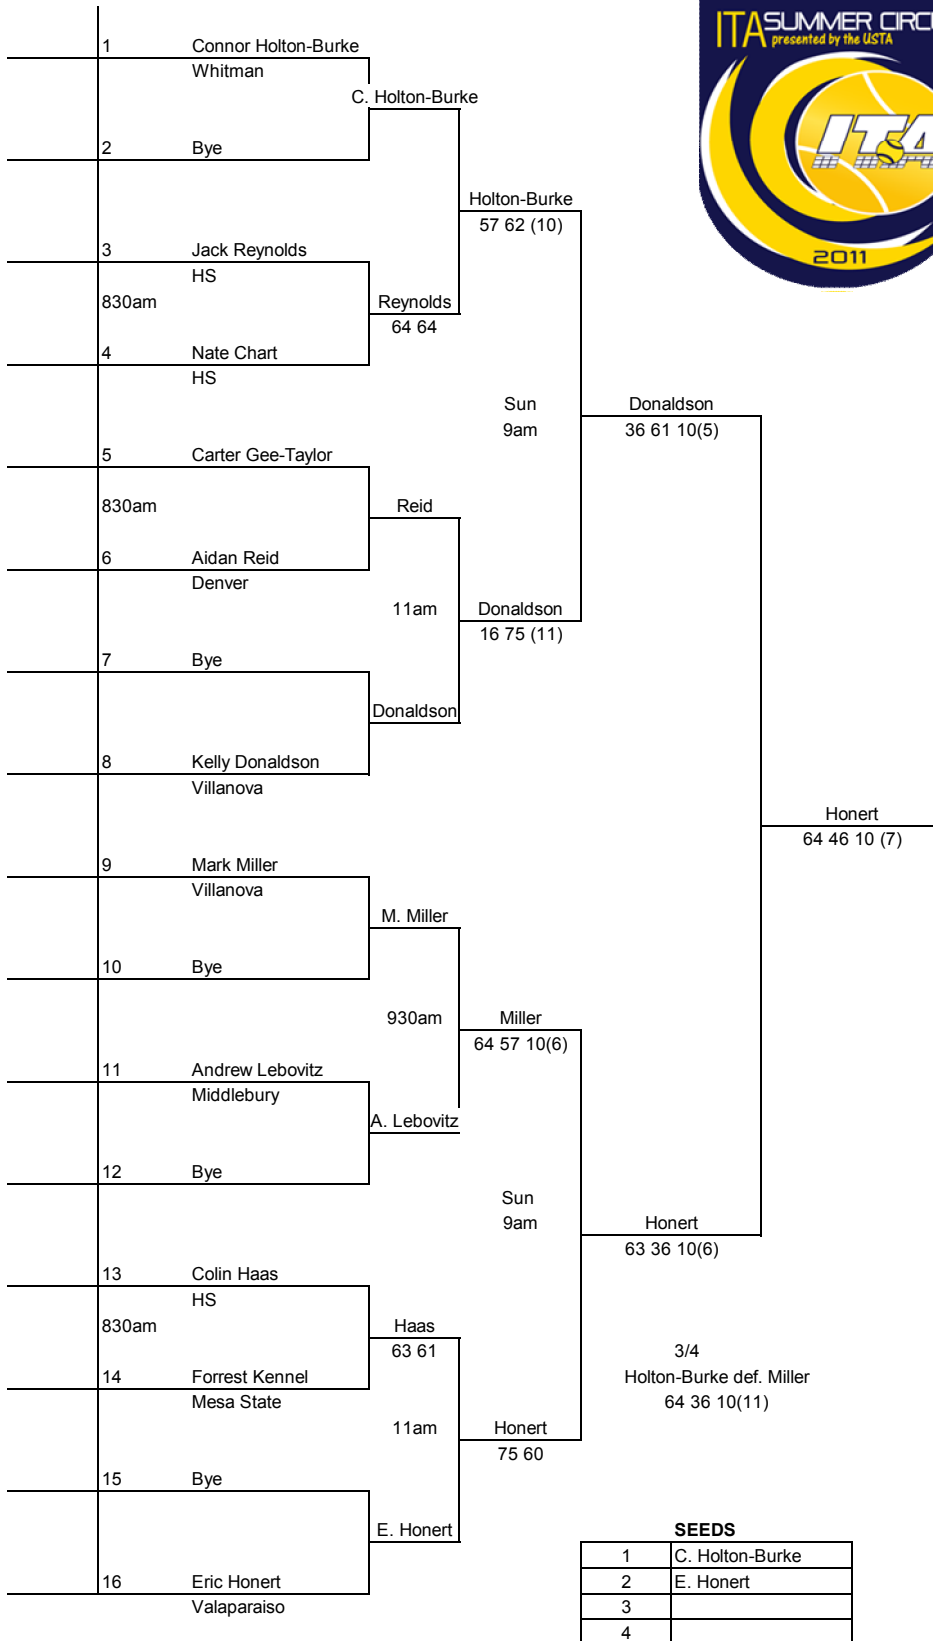 ITA SUMMER CIRC
presented by the USTA
ITA
2011
1 Connor Holton-Burke
Whitman
C. Holton-Burke
2 Bye
Holton-Burke
57 62 (10)
3 Jack Reynolds
HS
830am
Reynolds
64 64
4 Nate Chart
HS
Sun
9am
Donaldson
36 61 10(5)
5 Carter Gee-Taylor
830am
Reid
6 Aidan Reid
Denver
11am
Donaldson
16 75 (11)
7 Bye
Donaldson
8 Kelly Donaldson
Villanova
Honert
64 46 10 (7)
9 Mark Miller
Villanova
M. Miller
10 Bye
930am
Miller
64 57 10(6)
11 Andrew Lebovitz
Middlebury
A. Lebovitz
12 Bye
Sun
9am
Honert
63 36 10(6)
13 Colin Haas
HS
830am
Haas
63 61
3/4
Holton-Burke def. Miller
64 36 10(11)
14 Forrest Kennel
Mesa State
11am
Honert
75 60
15 Bye
E. Honert
16 Eric Honert
Valaparaiso
SEEDS
1 C. Holton-Burke
2 E. Honert
3
4